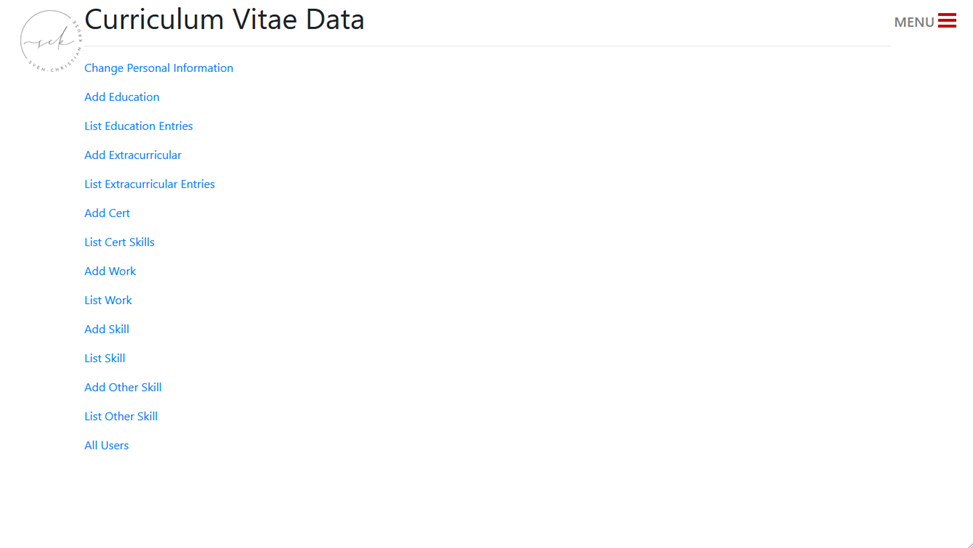 Curriculum Vitae Data
MENU
sck
Change Personal Information
Add Education
List Education Entries
Add Extracurricular
List Extracurricular Entries
Add Cert
List Cert Skills
Add Work
List Work
Add Skill
List Skill
Add Other Skill
List Other Skill
All Users